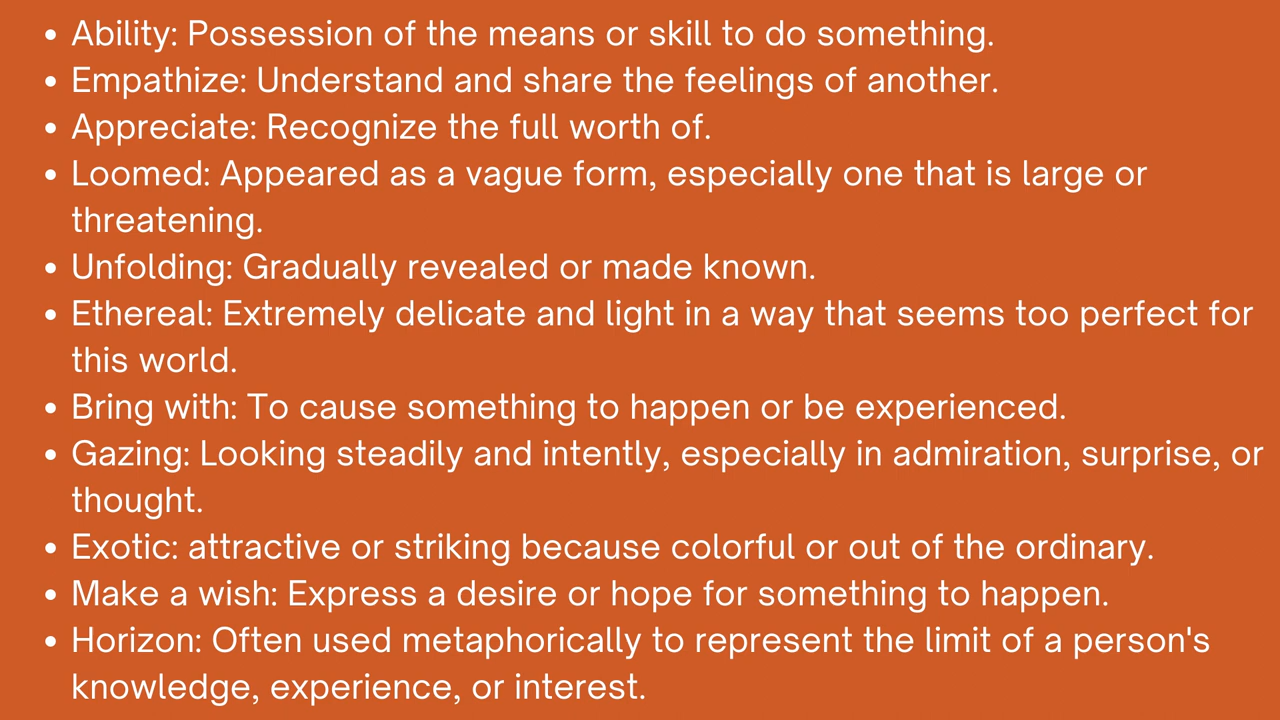 • Ability: Possession of the means or skill to do something.
• Empathize: Understand and share the feelings of another.
• Appreciate: Recognize the full worth of.
• Loomed: Appeared as a vague form, especially one that is large or
threatening.
• Unfolding: Gradually revealed or made known.
• Ethereal: Extremely delicate and light in a way that seems too perfect for
this world.
• Bring with: To cause something to happen or be experienced.
• Gazing: Looking steadily and intently, especially in admiration, surprise, or
thought.
• Exotic: attractive or striking because colorful or out of the ordinary.
• Make a wish: Express a desire or hope for something to happen.
• Horizon: Often used metaphorically to represent the limit of a person's
knowledge, experience, or interest.